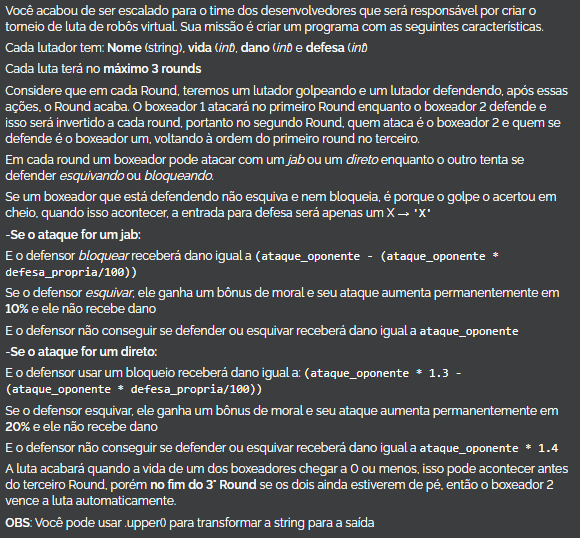 Você acabou de ser escalado para o time dos desenvolvedores que será responsável por criar o
torneio de luta de robôs virtual. Sua missão é criar um programa com as seguintes características.
Cada lutador tem: Nome (string), vida (int), dano (int) e defesa (int)
Cada luta terá no máximo 3 rounds
Considere que em cada Round, teremos um lutador golpeando e um lutador defendendo, após essas
ações, o Round acaba. O boxeador 1 atacará no primeiro Round enquanto o boxeador 2 defende e
isso será invertido a cada round, portanto no segundo Round, quem ataca é o boxeador 2 e quem se
defende é o boxeador um, voltando à ordem do primeiro round no terceiro.
Em cada round um boxeador pode atacar com um jab ou um direto enquanto o outro tenta se
defender esquivando ou bloqueando.
Se um boxeador que está defendendo não esquiva e nem bloqueia, é porque o golpe o acertou em
cheio, quando isso acontecer, a entrada para defesa será apenas um X → 'X'
-Se o ataque for um jab:
E o defensor bloquear receberá dano igual a (ataque_oponente - (ataque_oponente *
defesa_propria/100))
Se o defensor esquivar, ele ganha um bônus de moral e seu ataque aumenta permanentemente em
10% e ele não recebe dano
E o defensor não conseguir se defender ou esquivar receberá dano igual a ataque_oponente
-Se o ataque for um direto:
E o defensor usar um bloqueio receberá dano igual a: (ataque_oponente * 1.3 -
(ataque_oponente * defesa_propria/100))
Se o defensor esquivar, ele ganha um bônus de moral e seu ataque aumenta permanentemente em
20% e ele não recebe dano
E o defensor não conseguir se defender ou esquivar receberá dano igual a ataque_oponente * 1.4
A luta acabará quando a vida de um dos boxeadores chegar a 0 ou menos, isso pode acontecer antes
do terceiro Round, porém no fim do 3° Round se os dois ainda estiverem de pé, então o boxeador 2
vence a luta automaticamente.
OBS: Você pode usar .upper() para transformar a string para a saída